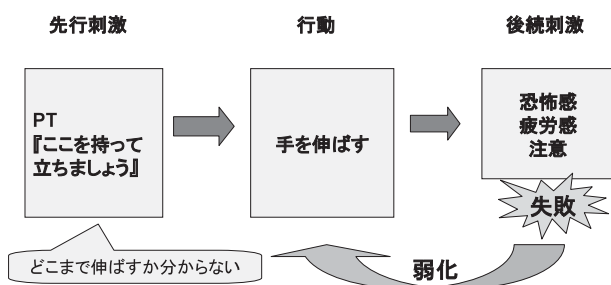 先行刺激
行動
後続刺激
PT
『ここを持って
立ちましょう』
手を伸ばす
恐怖感
疲労感
注意
失敗
どこまで伸ばすか分からない
弱化